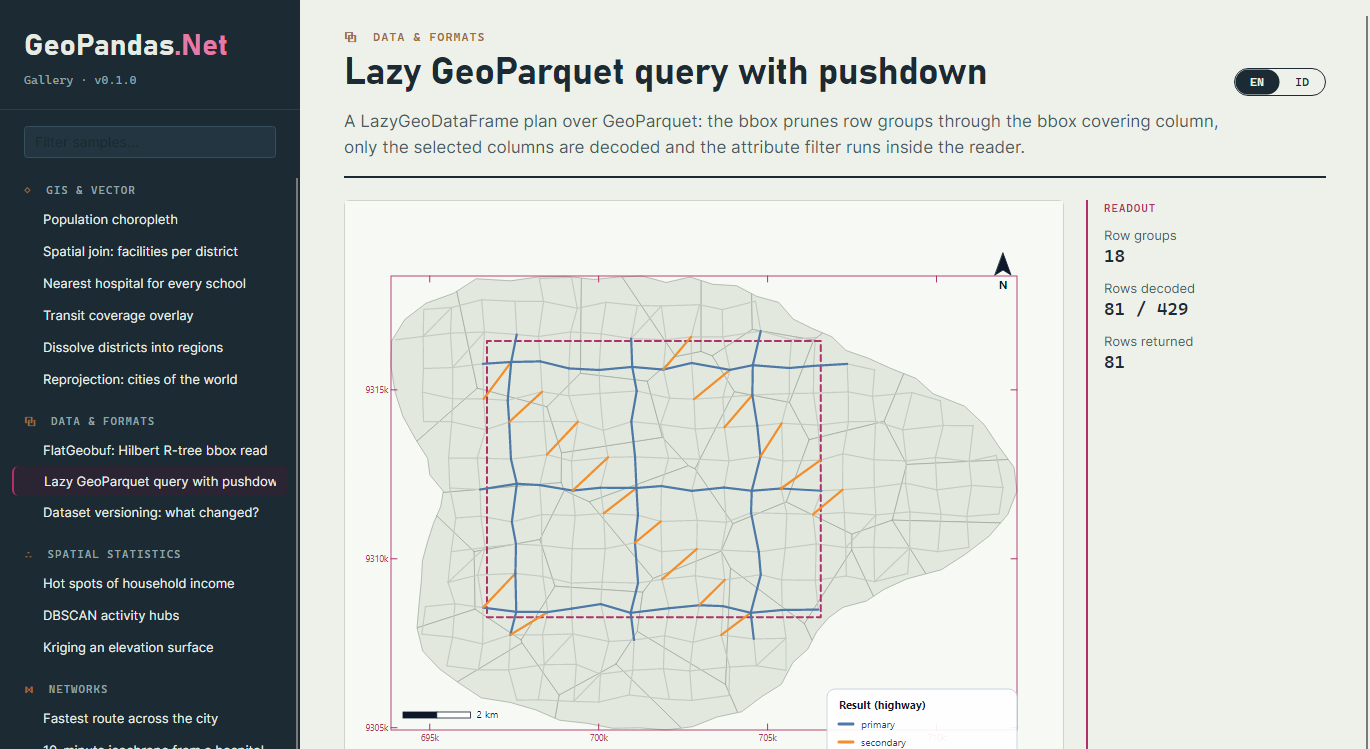 GeoPandas.Net
Gallery · v0.1.0
Filter samples...
GIS & VECTOR
Population choropleth
Spatial join: facilities per district
Nearest hospital for every school
Transit coverage overlay
Dissolve districts into regions
Reprojection: cities of the world
DATA & FORMATS
FlatGeobuf: Hilbert R-tree bbox read
Lazy GeoParquet query with pushdow
Dataset versioning: what changed?
SPATIAL STATISTICS
Hot spots of household income
DBSCAN activity hubs
Kriging an elevation surface
NETWORKS
Fastest route across the city
DATA & FORMATS
Lazy GeoParquet query with pushdown
EN ID
A LazyGeoDataFrame plan over GeoParquet: the bbox prunes row groups through the bbox covering column,
only the selected columns are decoded and the attribute filter runs inside the reader.
N
9315k
9310k
9305k
695k
700k
705k
2 km
Result (highway)
primary
secondary
READOUT
Row groups
18
Rows decoded
81 / 429
Rows returned
81